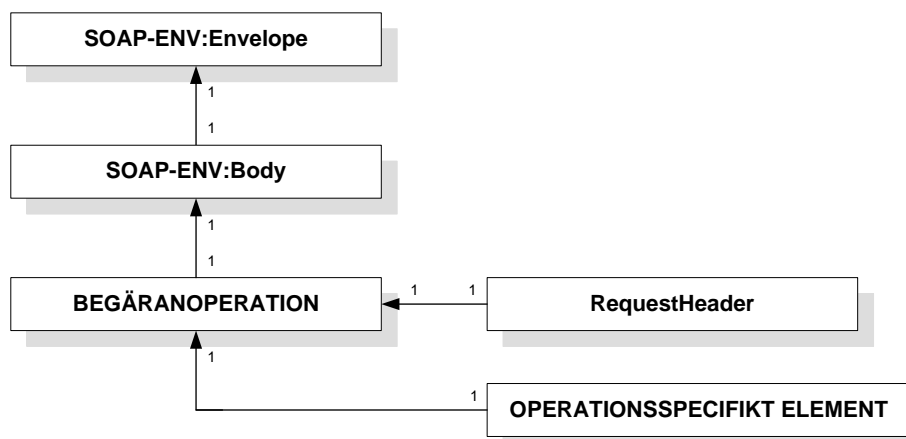 SOAP-ENV:Envelope
1
1
SOAP-ENV:Body
1
1
BEGÄRANOPERATION
1
1
RequestHeader
1
1
OPERATIONSSPECIFIKT ELEMENT